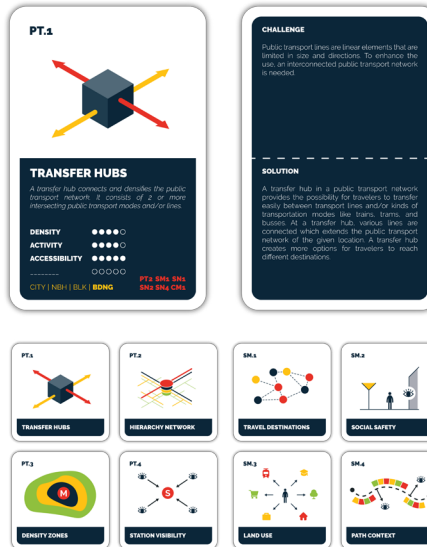 PT.1
TRANSFER HUBS
A transfer hub connects and densifies the public
transport network. It consists of 2 or more
intersecting public transport modes and/or lines.
DENSITY
ACTIVITY
ACCESSIBILITY
--------
CITY | NBH | BLK | BDNG
PT2 SM1 SN1
SN2 SN4 CM1
CHALLENGE
Public transport lines are linear elements that are
limited in size and directions. To enhance the
use, an interconnected public transport network
is needed.
SOLUTION
A transfer hub in a public transport network
provides the possibility for travelers to transfer
easily between transport lines and/or kinds of
transportation modes like trains, trams, and
busses. At a transfer hub, various lines are
connected which extends the public transport
network of the given location. A transfer hub
creates more options for travelers to reach
different destinations.
PT.1
TRANSFER HUBS
PT.2
HIERARCHY NETWORK
SM.1
TRAVEL DESTINATIONS
SM.2
SOCIAL SAFETY
PT.3
M
DENSITY ZONES
PT.4
S
STATION VISIBILITY
SM.3
LAND USE
SM.4
PATH CONTEXT